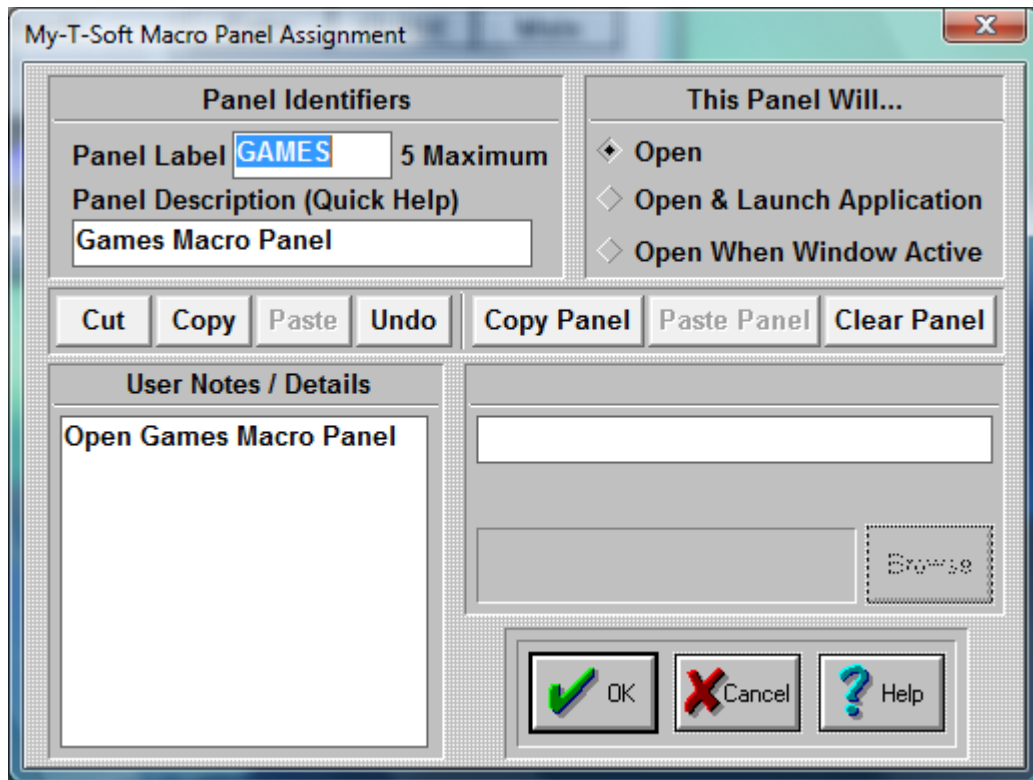 My-T-Soft Macro Panel Assignment
Panel Identifiers
Panel Label GAMES 5 Maximum
Panel Description (Quick Help)
Games Macro Panel
This Panel Will...
Open
Open & Launch Application
Open When Window Active
Cut Copy Paste Undo Copy Panel Paste Panel Clear Panel
User Notes / Details
Open Games Macro Panel
Browse
OK Cancel Help